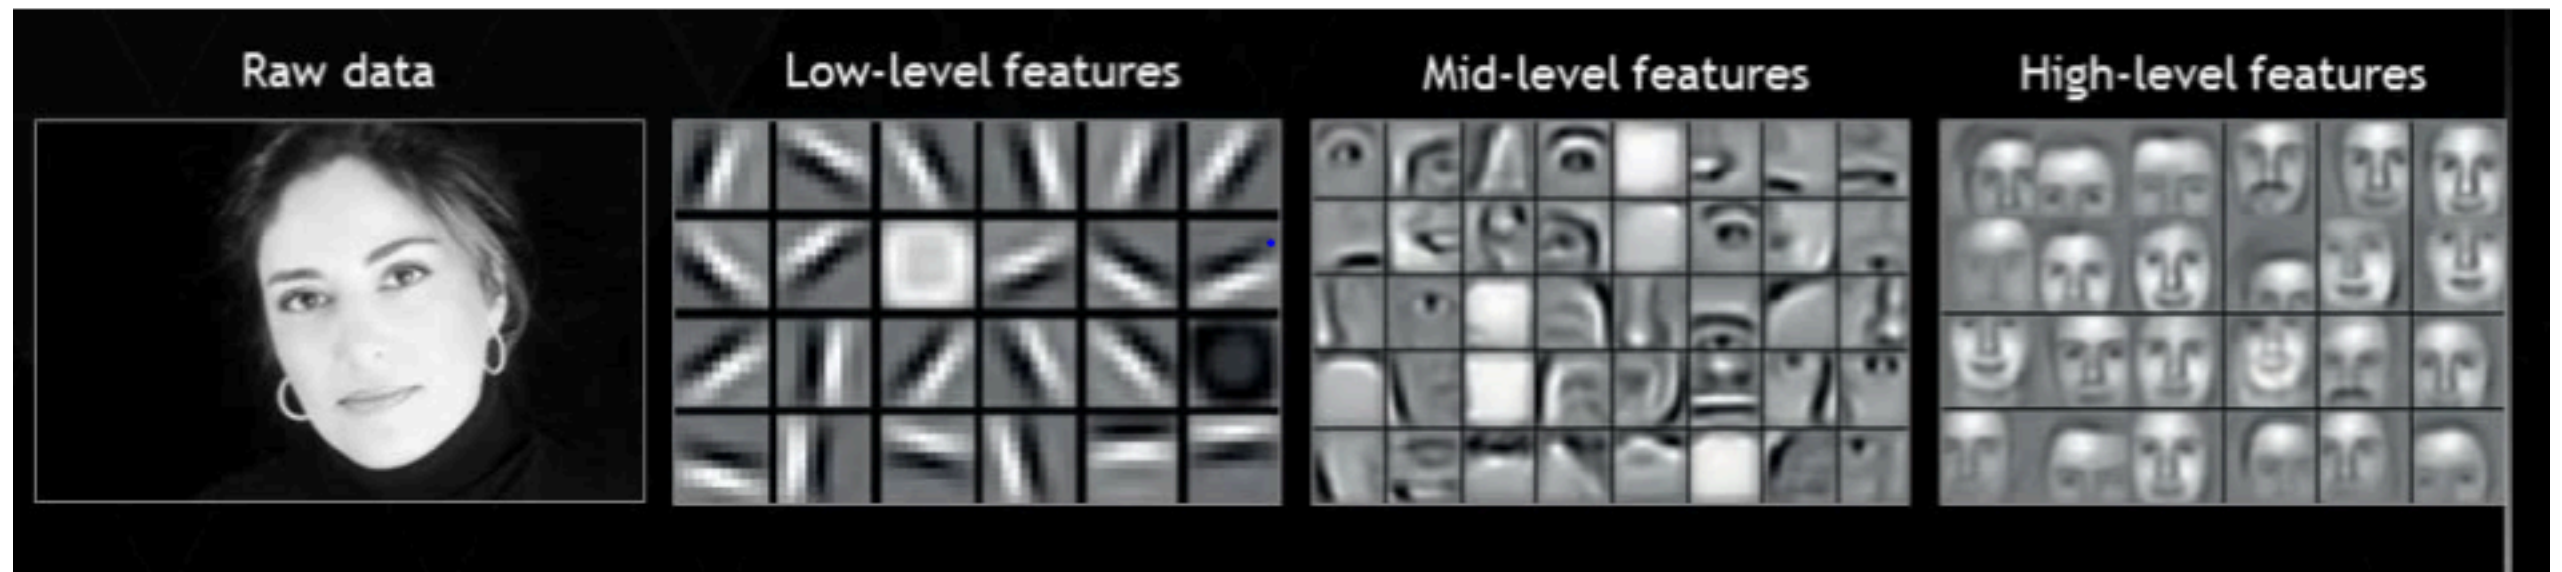 Raw data
Low-level features
Mid-level features
High-level features